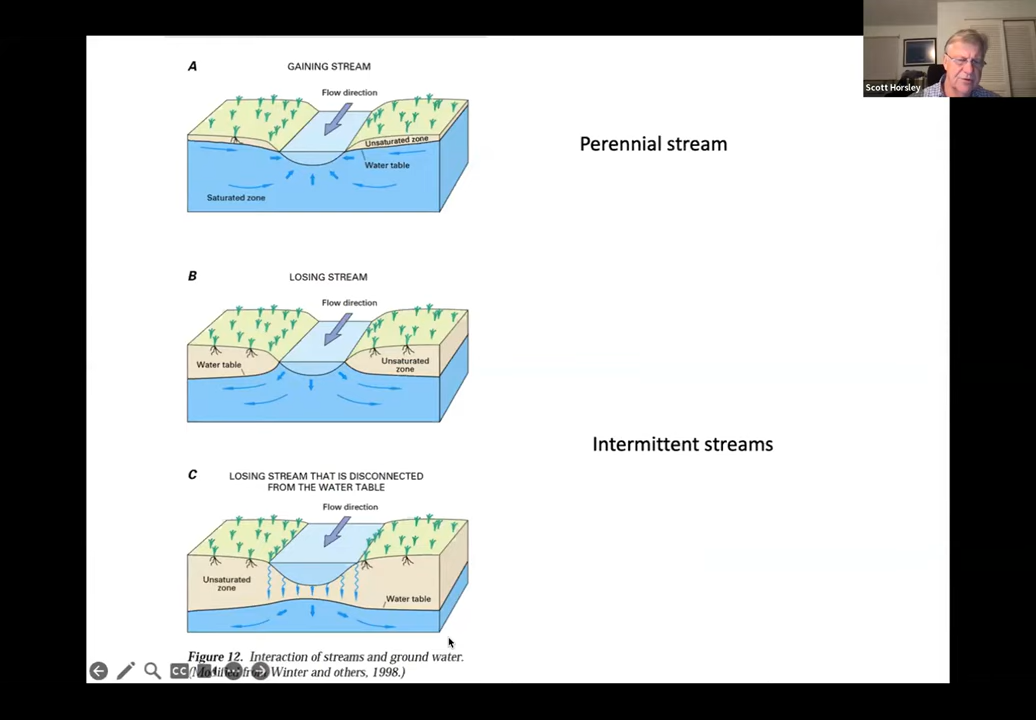 Scott Horsley
A
GAINING STREAM
Flow direction
Unsaturated zone
Water table
Saturated zone
Perennial stream
B
LOSING STREAM
Flow direction
Water table
Unsaturated
zone
Intermittent streams
C
LOSING STREAM THAT IS DISCONNECTED
FROM THE WATER TABLE
Flow direction
Unsaturated
zone
Water table
Figure 12. Interaction of streams and ground water.
CC
Winter and others, 1998.)